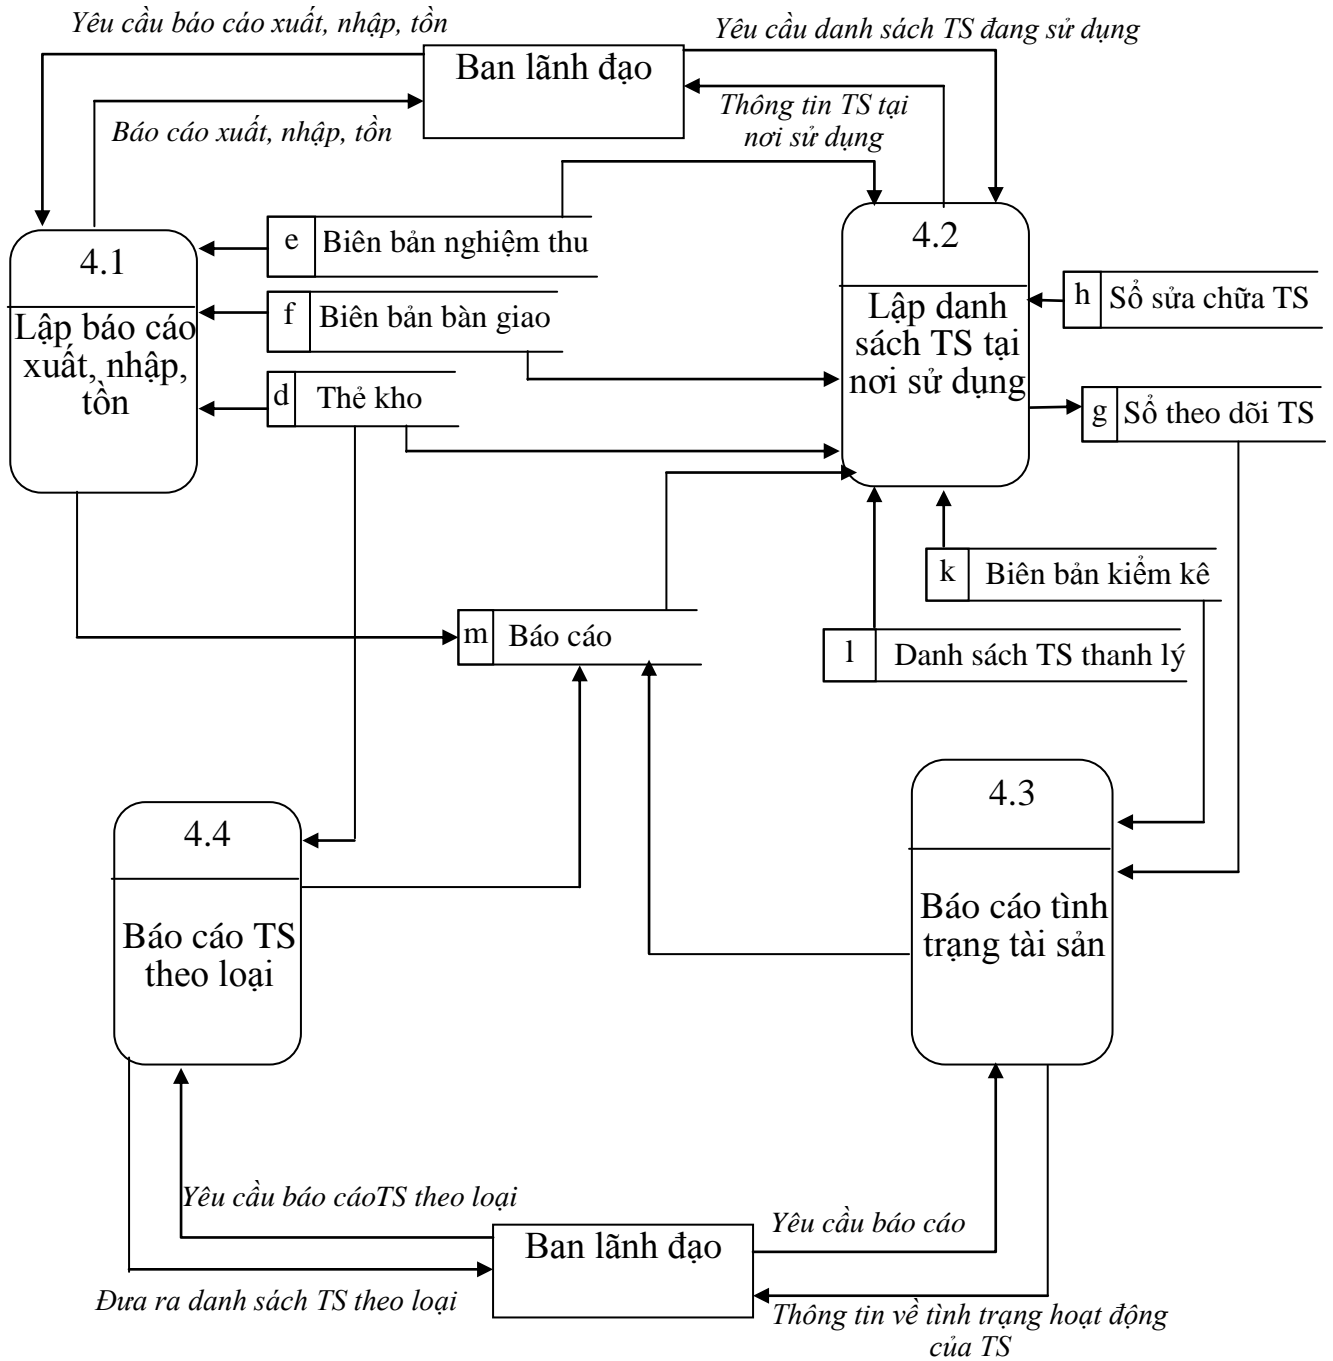 Yêu cầu báo cáo xuất, nhập, tồn
Yêu cầu danh sách TS đang sử dụng
Ban lãnh đạo
Báo cáo xuất, nhập, tồn
Thông tin TS tại
nơi sử dụng
4.1
Lập báo cáo
xuất, nhập,
tồn
e Biên bản nghiệm thu
f Biên bản bàn giao
d Thẻ kho
4.2
Lập danh
sách TS tại
nơi sử dụng
h Sổ sửa chữa TS
g Sổ theo dõi TS
k Biên bản kiểm kê
m Báo cáo
l Danh sách TS thanh lý
4.4
Báo cáo TS
theo loại
4.3
Báo cáo tình
trạng tài sản
Yêu cầu báo cáoTS theo loại
Yêu cầu báo cáo
Ban lãnh đạo
Đưa ra danh sách TS theo loại
Thông tin về tình trạng hoạt động
của TS